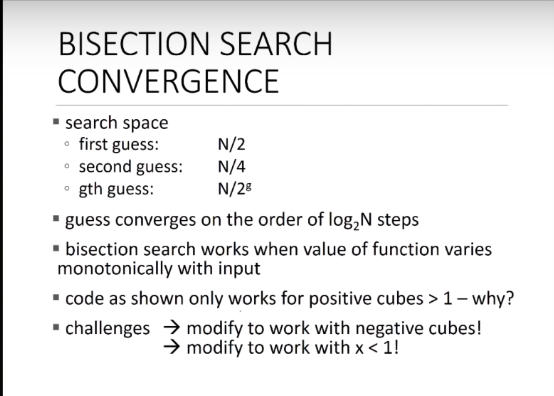 BISECTION SEARCH
CONVERGENCE
▪ search space
◦ first guess: N/2
◦ second guess: N/4
◦ gth guess: N/2ᵍ
▪ guess converges on the order of log₂N steps
▪ bisection search works when value of function varies
monotonically with input
▪ code as shown only works for positive cubes > 1 – why?
▪ challenges → modify to work with negative cubes!
→ modify to work with x < 1!